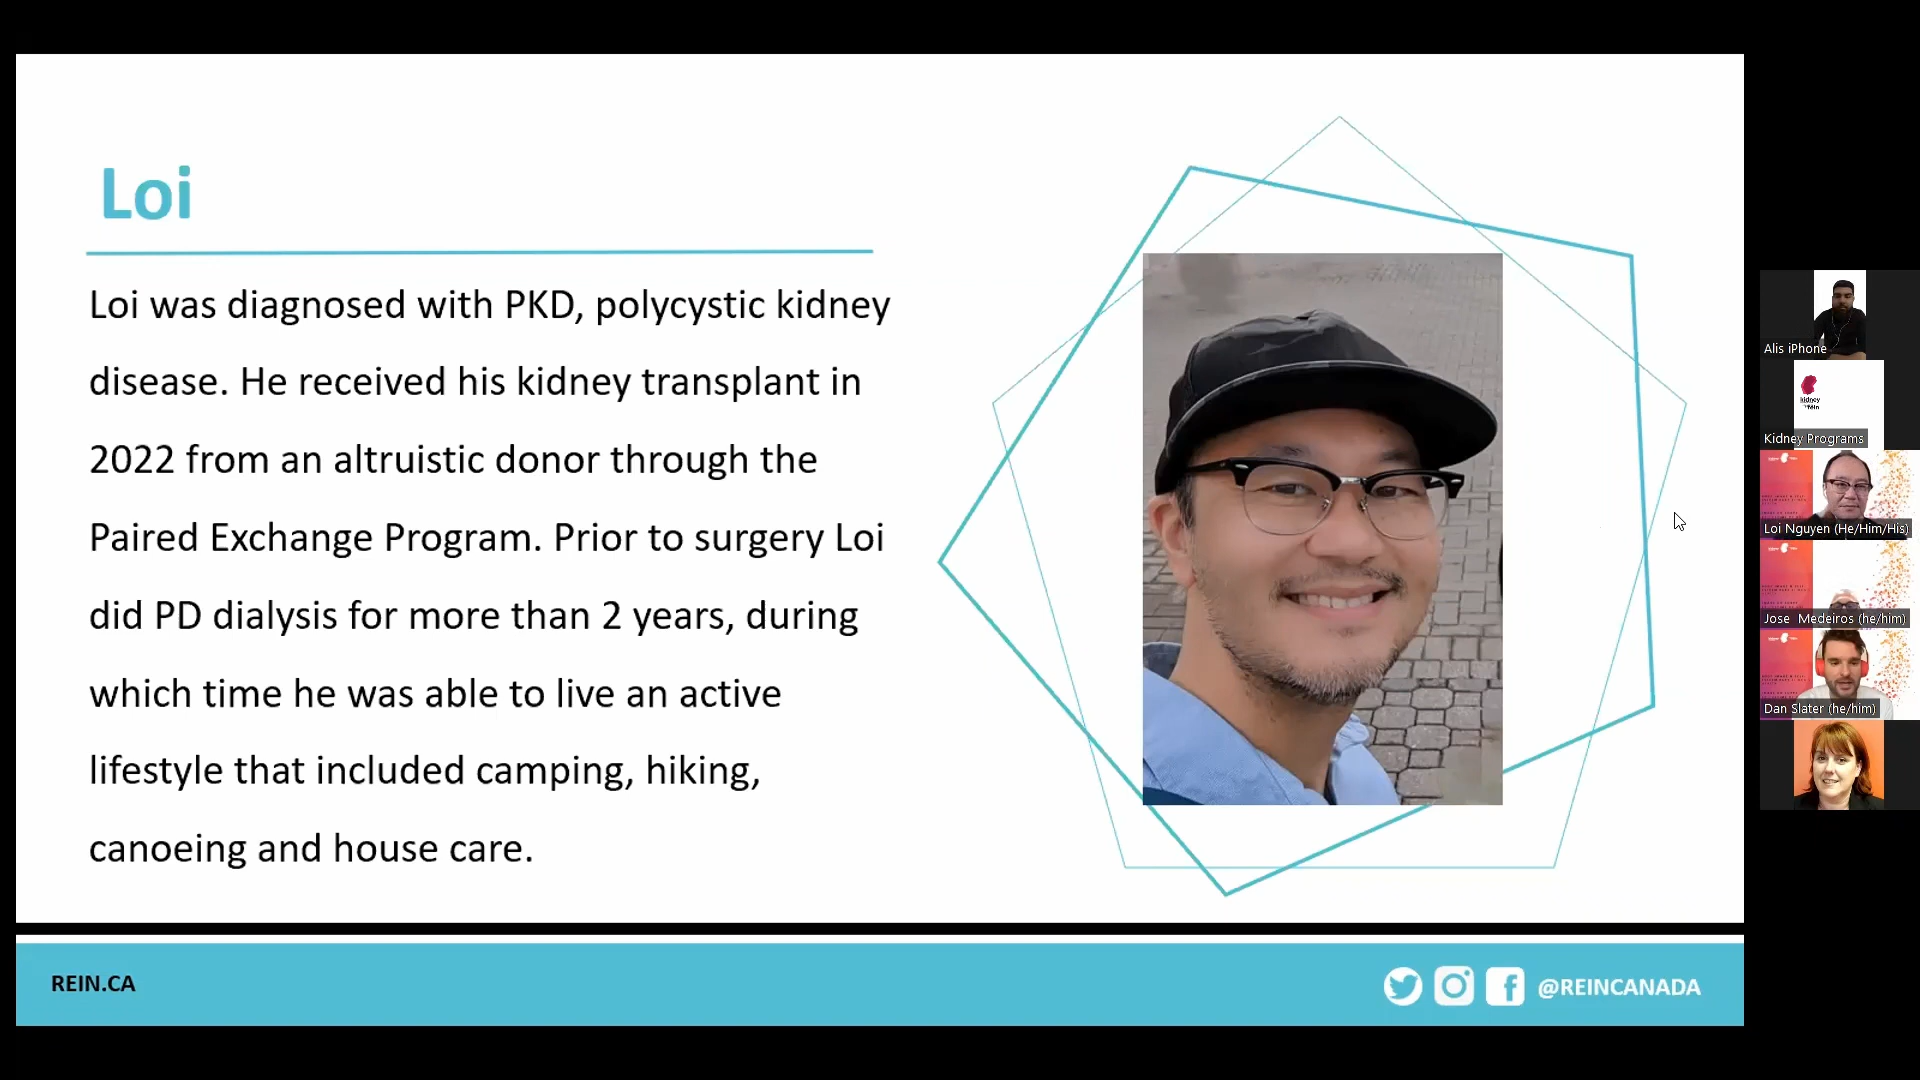 Loi
Loi was diagnosed with PKD, polycystic kidney
disease. He received his kidney transplant in
2022 from an altruistic donor through the
Paired Exchange Program. Prior to surgery Loi
did PD dialysis for more than 2 years, during
which time he was able to live an active
lifestyle that included camping, hiking,
canoeing and house care.
REIN.CA
@REINCANADA
Alis iPhone
kidney
rein
Kidney Programs
Loi Nguyen (He/Him/His)
Jose Medeiros (he/him)
Dan Slater (he/him)